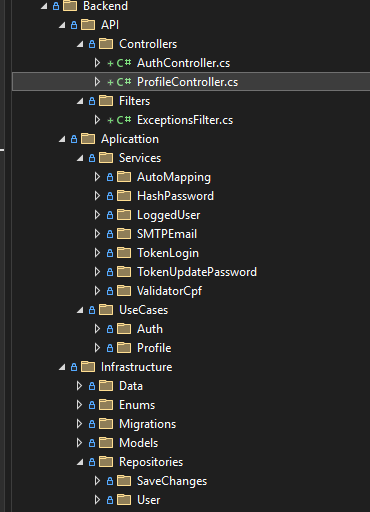 Backend
API
Controllers
+ C# AuthController.cs
+ C# ProfileController.cs
Filters
+ C# ExceptionsFilter.cs
Aplicattion
Services
AutoMapping
HashPassword
LoggedUser
SMTPEmail
TokenLogin
TokenUpdatePassword
ValidatorCpf
UseCases
Auth
Profile
Infrastructure
Data
Enums
Migrations
Models
Repositories
SaveChanges
User